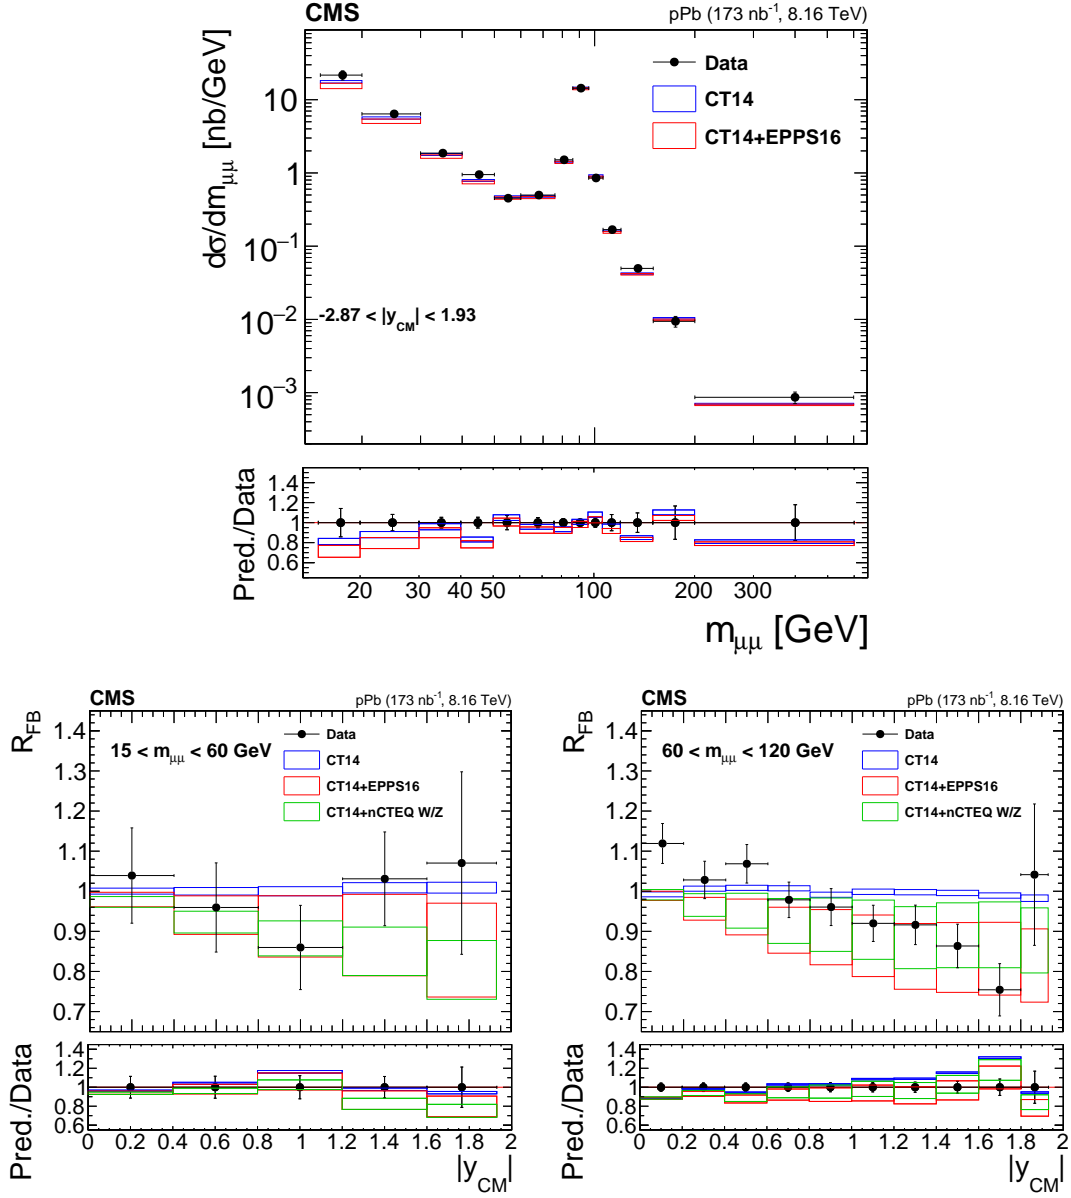 CMS pPb (173 nb⁻¹, 8.16 TeV)
dσ/dm_μμ [nb/GeV]
Data
CT14
CT14+EPPS16
10
1
10⁻¹
10⁻²
10⁻³
-2.87 < |y_CM| < 1.93
Pred./Data
1.4
1.2
1
0.8
0.6
20 30 40 50 100 200 300
m_μμ [GeV]
CMS pPb (173 nb⁻¹, 8.16 TeV)
R_FB
15 < m_μμ < 60 GeV
Data
CT14
CT14+EPPS16
CT14+nCTEQ W/Z
1.4
1.3
1.2
1.1
1
0.9
0.8
0.7
Pred./Data
1.4
1.2
1
0.8
0.6
0 0.2 0.4 0.6 0.8 1 1.2 1.4 1.6 1.8 2
|y_CM|
CMS pPb (173 nb⁻¹, 8.16 TeV)
R_FB
60 < m_μμ < 120 GeV
Data
CT14
CT14+EPPS16
CT14+nCTEQ W/Z
1.4
1.3
1.2
1.1
1
0.9
0.8
0.7
Pred./Data
1.4
1.2
1
0.8
0.6
0 0.2 0.4 0.6 0.8 1 1.2 1.4 1.6 1.8 2
|y_CM|